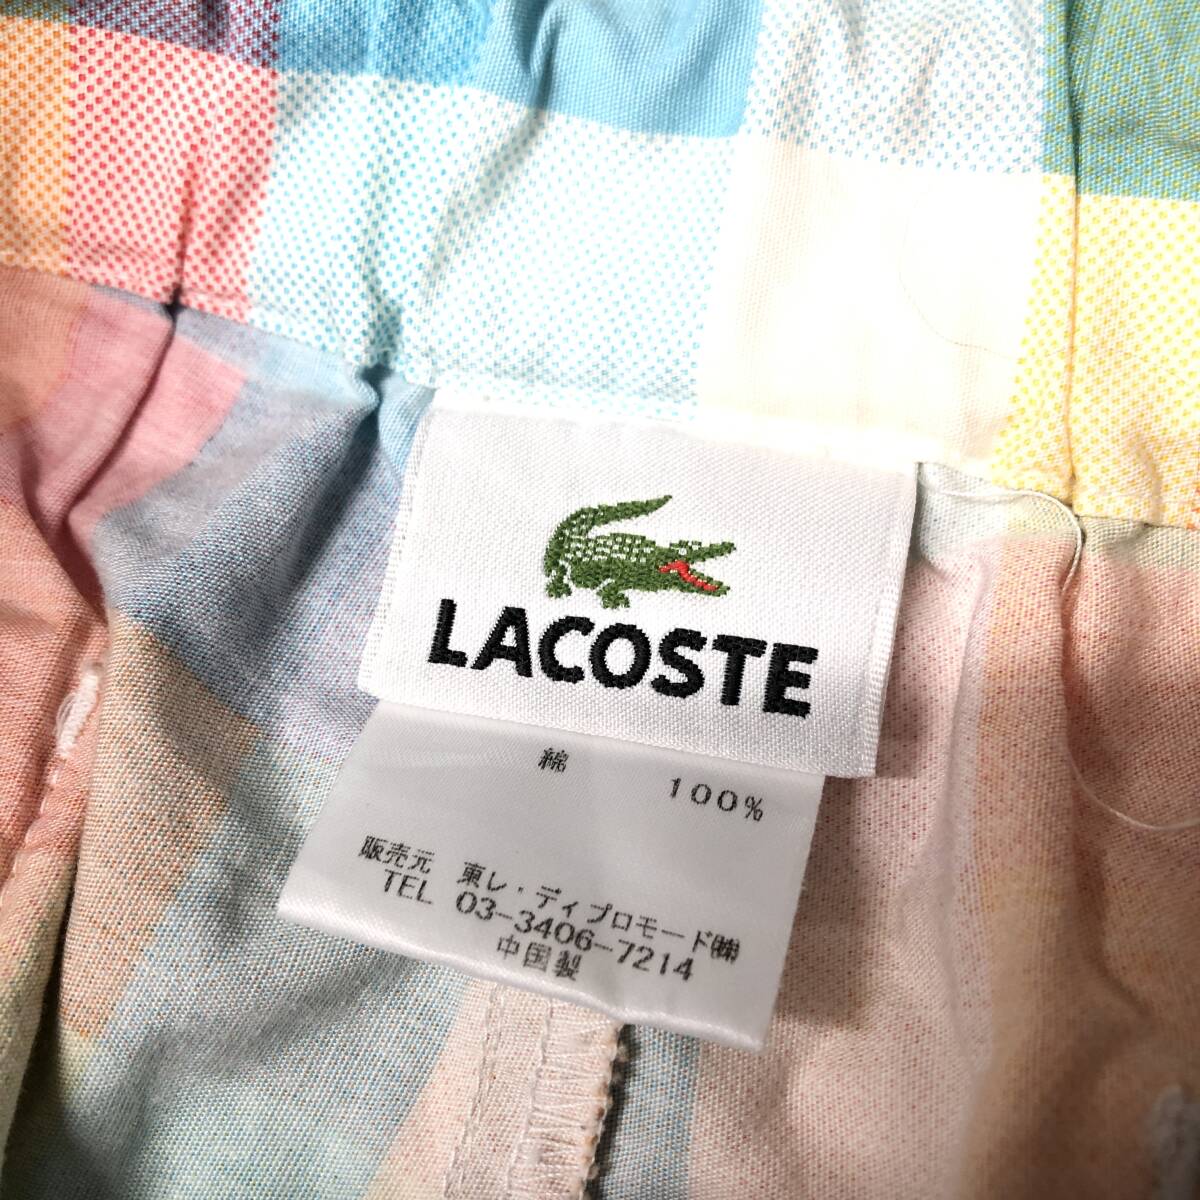 LACOSTE
綿 100%
販売元 東レ・ディプロモード㈱
TEL 03-3406-7214
中国製